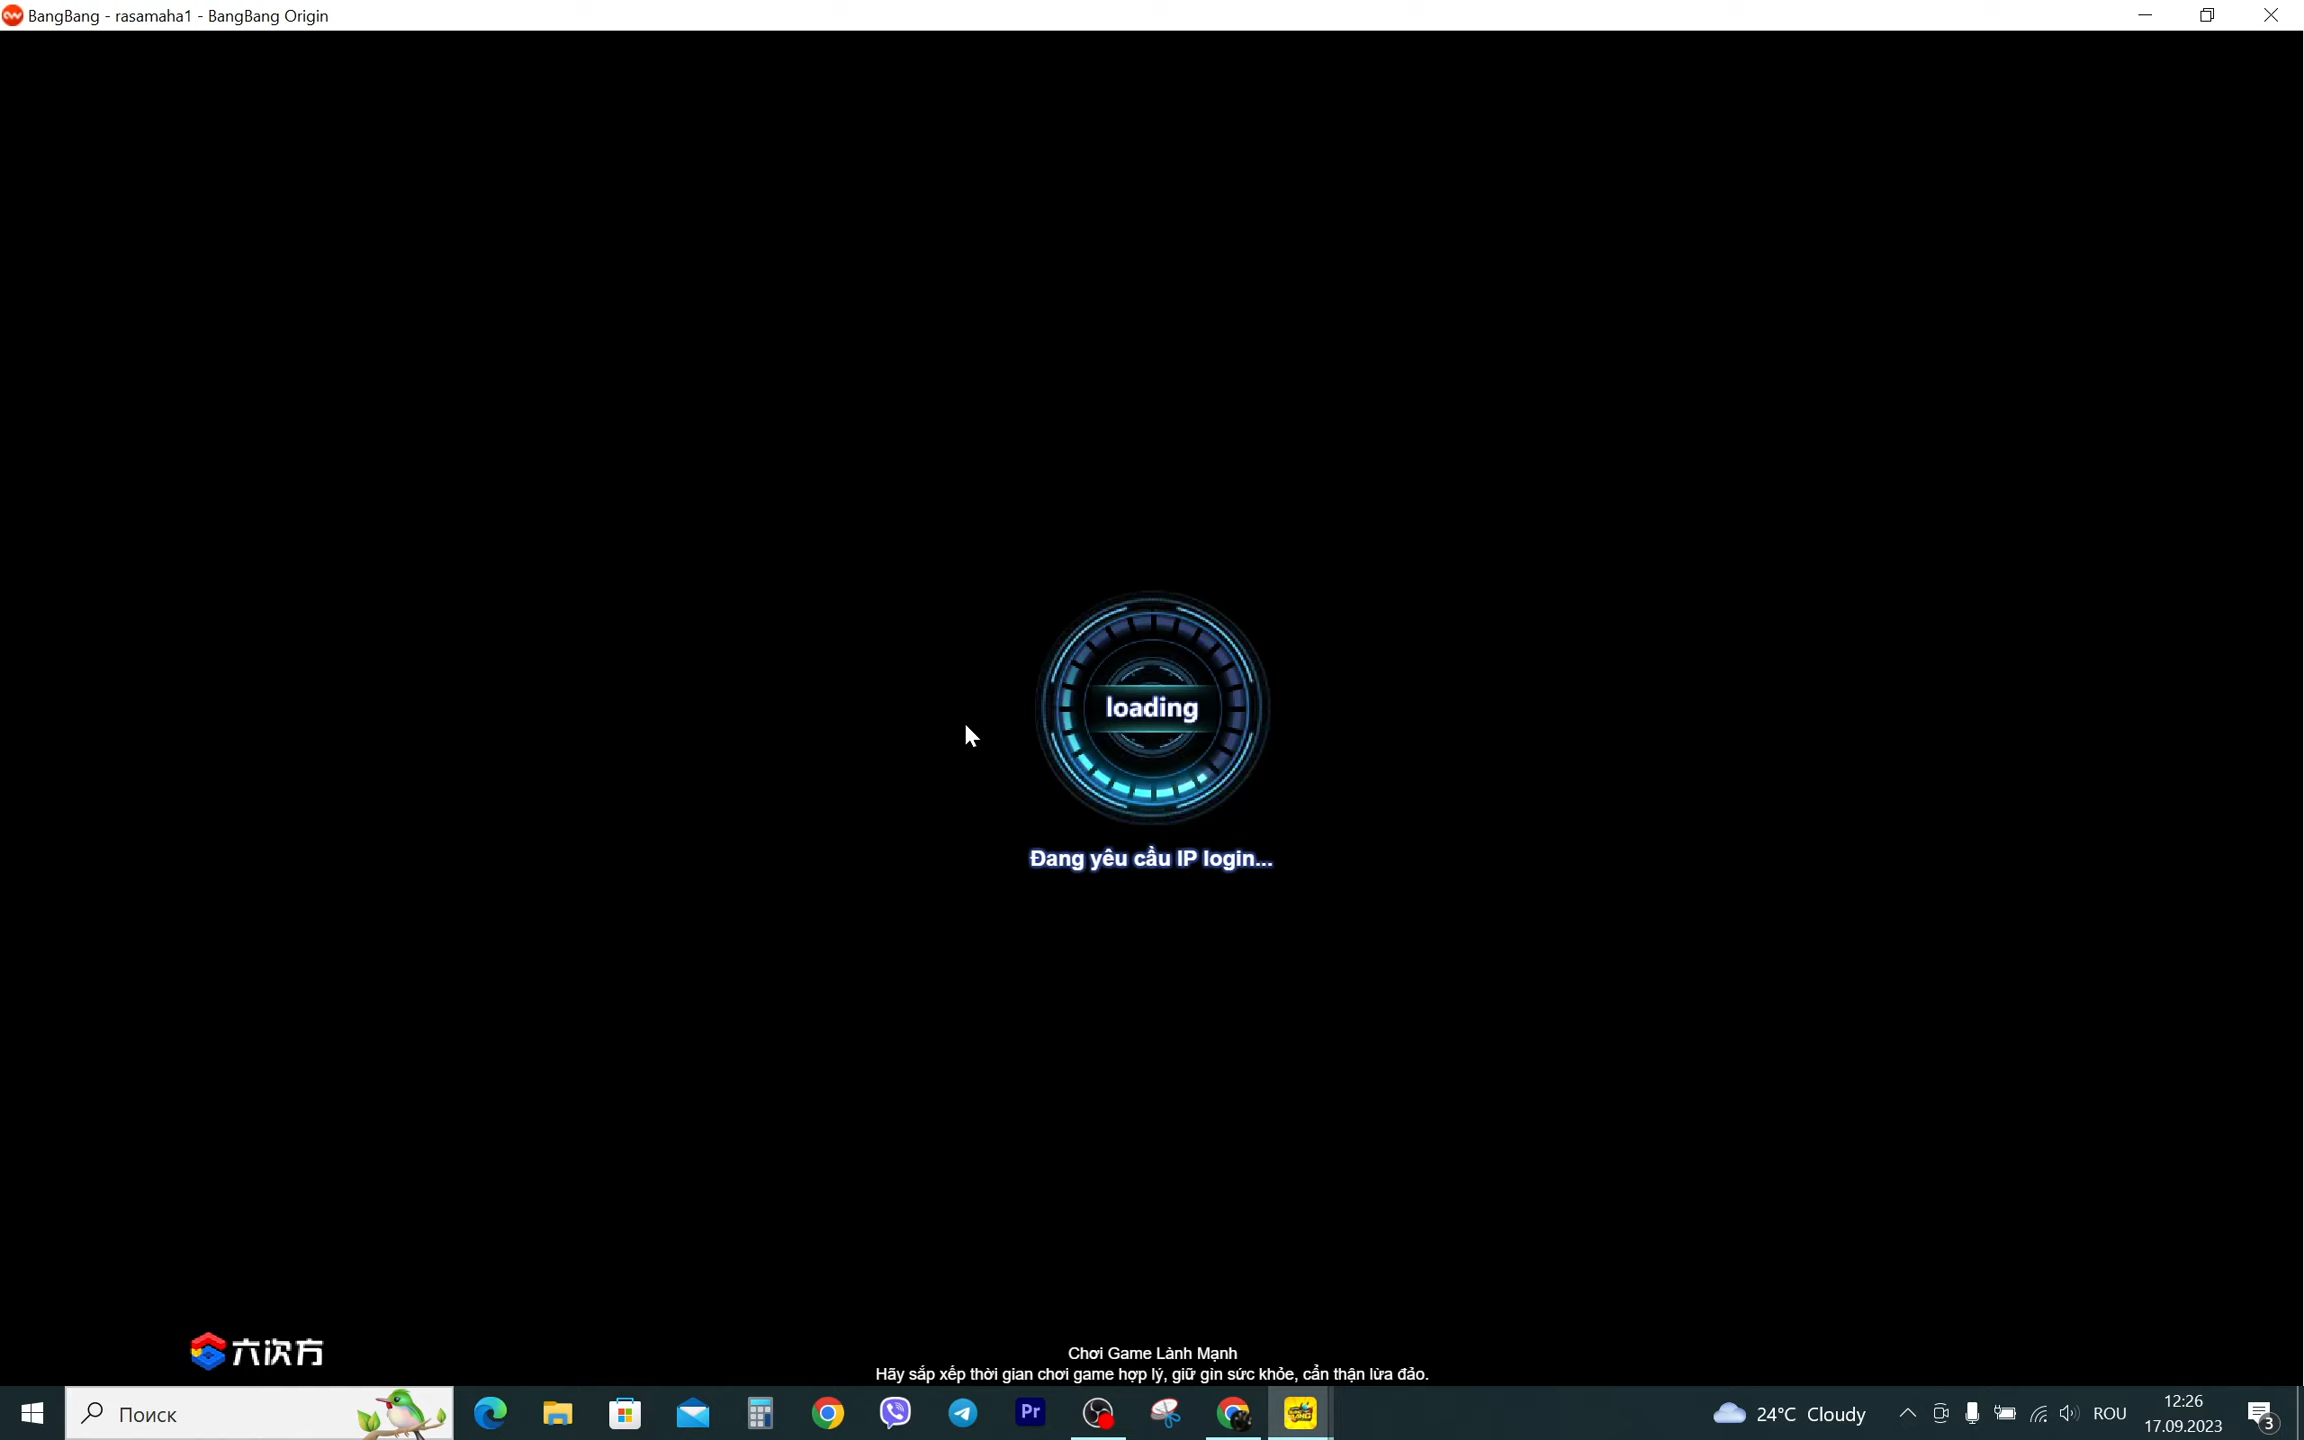 BangBang - rasamaha1 - BangBang Origin
loading
Đang yêu cầu IP login...
六次方
Chơi Game Lành Mạnh
Hãy sắp xếp thời gian chơi game hợp lý, giữ gìn sức khỏe, cẩn thận lừa đảo.
Поиск
Pr
24°C Cloudy
ROU
12:26
17.09.2023
3